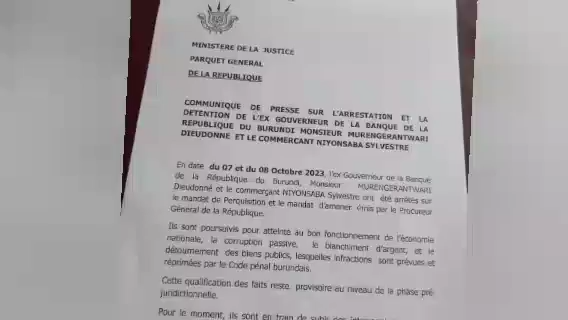 MINISTERE DE LA JUSTICE
PARQUET GENERAL
DE LA REPUBLIQUE
COMMUNIQUE DE PRESSE SUR L'ARRESTATION ET LA
DETENTION DE L'EX GOUVERNEUR DE LA BANQUE DE LA
REPUBLIQUE DU BURUNDI MONSIEUR MURENGERANTWARI
DIEUDONNE ET LE COMMERCANT NIYONSABA SYLVESTRE
En date du 07 et du 08 Octobre 2023, l'ex Gouverneur de la Banque
de la République du Burundi, Monsieur MURENGERANTWARI
Dieudonné et le commerçant NIYONSABA Sylvestre ont été arrêtés sur
le mandat de Perquisition et le mandat d'amener émis par le Procureur
Général de la République.
Ils sont poursuivis pour atteinte au bon fonctionnement de l'économie
nationale, la corruption passive, le blanchiment d'argent, et le
détournement des biens publics, lesquelles infractions sont prévues et
réprimées par le Code pénal burundais.
Cette qualification des faits reste provisoire au niveau de la phase pré
juridictionnelle.
Pour le moment, ils sont en train de subir des